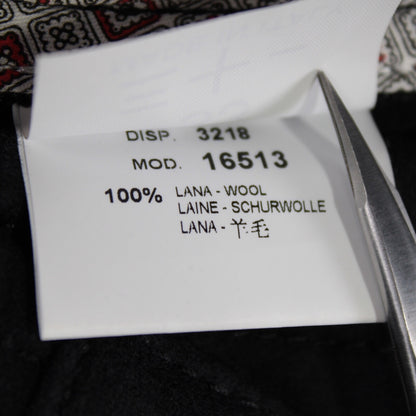 DISP. 3218
MOD. 16513
100% LANA - WOOL
LAINE - SCHURWOLLE
LANA - 羊毛